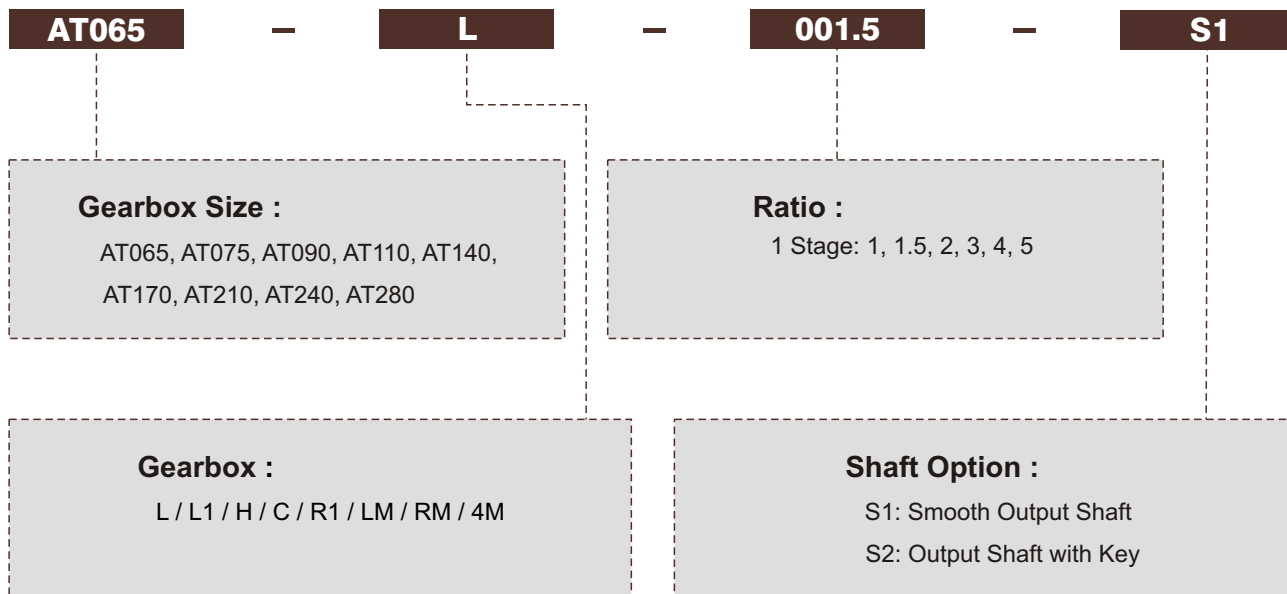 AT065 – L – 001.5 – S1
Gearbox Size :
AT065, AT075, AT090, AT110, AT140,
AT170, AT210, AT240, AT280
Ratio :
1 Stage: 1, 1.5, 2, 3, 4, 5
Gearbox :
L / L1 / H / C / R1 / LM / RM / 4M
Shaft Option :
S1: Smooth Output Shaft
S2: Output Shaft with Key